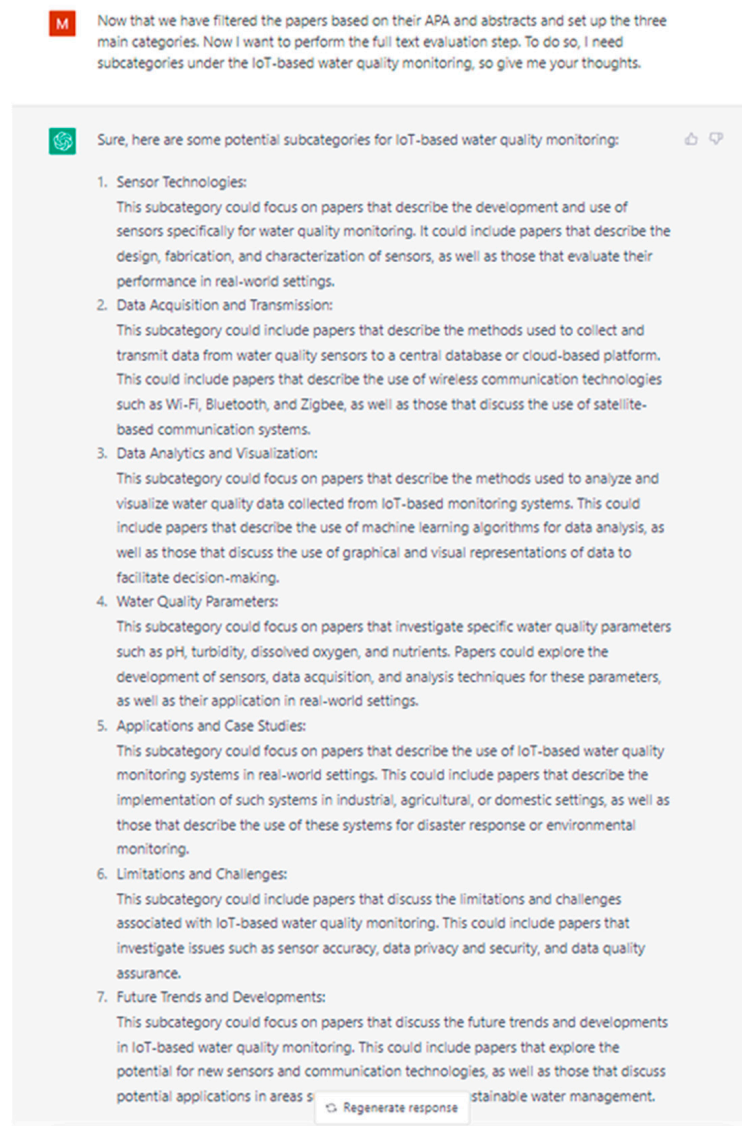 M
Now that we have filtered the papers based on their APA and abstracts and set up the three
main categories. Now I want to perform the full text evaluation step. To do so, I need
subcategories under the IoT-based water quality monitoring, so give me your thoughts.
Sure, here are some potential subcategories for IoT-based water quality monitoring:
1. Sensor Technologies:
This subcategory could focus on papers that describe the development and use of
sensors specifically for water quality monitoring. It could include papers that describe the
design, fabrication, and characterization of sensors, as well as those that evaluate their
performance in real-world settings.
2. Data Acquisition and Transmission:
This subcategory could include papers that describe the methods used to collect and
transmit data from water quality sensors to a central database or cloud-based platform.
This could include papers that describe the use of wireless communication technologies
such as Wi-Fi, Bluetooth, and Zigbee, as well as those that discuss the use of satellite-
based communication systems.
3. Data Analytics and Visualization:
This subcategory could focus on papers that describe the methods used to analyze and
visualize water quality data collected from IoT-based monitoring systems. This could
include papers that describe the use of machine learning algorithms for data analysis, as
well as those that discuss the use of graphical and visual representations of data to
facilitate decision-making.
4. Water Quality Parameters:
This subcategory could focus on papers that investigate specific water quality parameters
such as pH, turbidity, dissolved oxygen, and nutrients. Papers could explore the
development of sensors, data acquisition, and analysis techniques for these parameters,
as well as their application in real-world settings.
5. Applications and Case Studies:
This subcategory could focus on papers that describe the use of IoT-based water quality
monitoring systems in real-world settings. This could include papers that describe the
implementation of such systems in industrial, agricultural, or domestic settings, as well as
those that describe the use of these systems for disaster response or environmental
monitoring.
6. Limitations and Challenges:
This subcategory could include papers that discuss the limitations and challenges
associated with IoT-based water quality monitoring. This could include papers that
investigate issues such as sensor accuracy, data privacy and security, and data quality
assurance.
7. Future Trends and Developments:
This subcategory could focus on papers that discuss the future trends and developments
in IoT-based water quality monitoring. This could include papers that explore the
potential for new sensors and communication technologies, as well as those that discuss
potential applications in areas s stainable water management.
Regenerate response